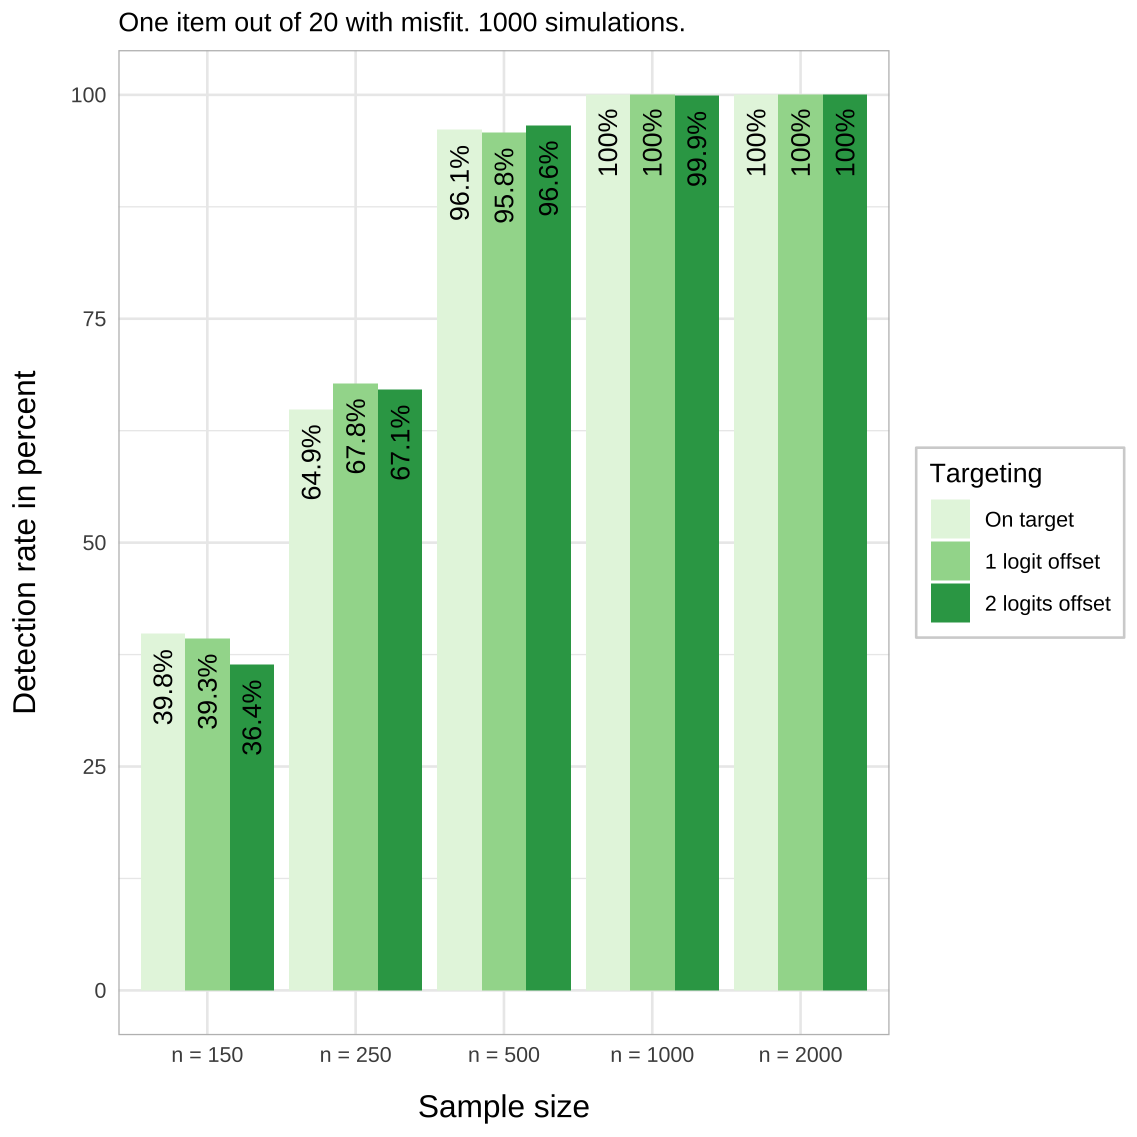 One item out of 20 with misfit. 1000 simulations.
Detection rate in percent
100
75
50
25
0
39.8%
39.3%
36.4%
64.9%
67.8%
67.1%
96.1%
95.8%
96.6%
100%
100%
99.9%
100%
100%
100%
n = 150
n = 250
n = 500
n = 1000
n = 2000
Sample size
Targeting
On target
1 logit offset
2 logits offset